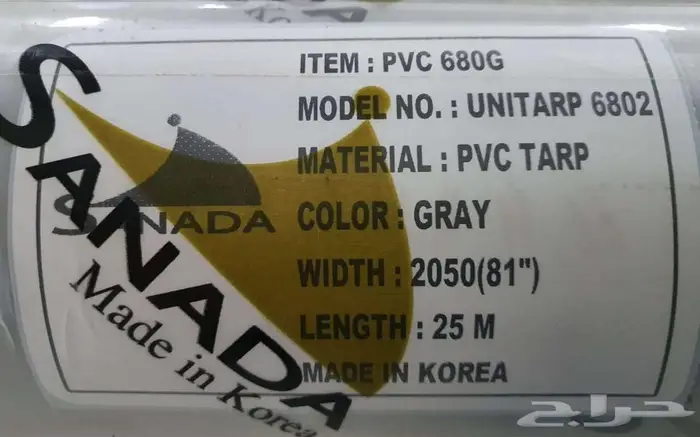 ITEM : PVC 680G
MODEL NO. : UNITARP 6802
MATERIAL : PVC TARP
COLOR : GRAY
WIDTH : 2050(81")
LENGTH : 25 M
MADE IN KOREA
SANADA
SANADA
Made in Korea
حراج